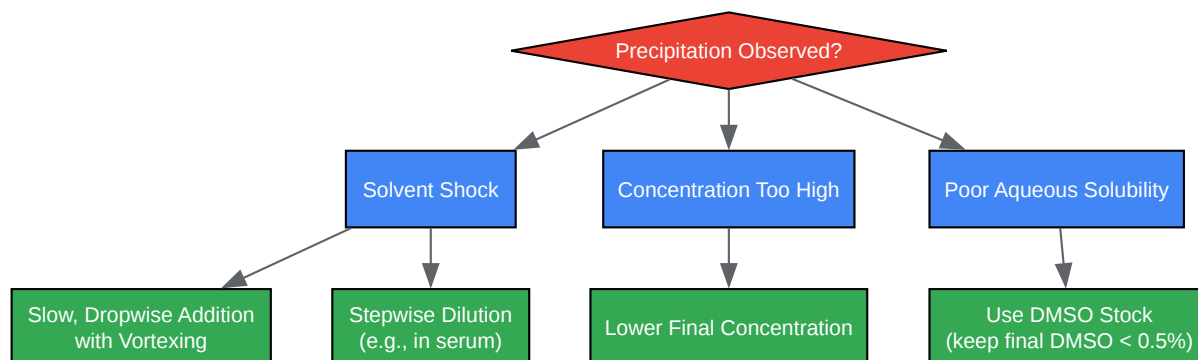 Precipitation Observed?
Solvent Shock
Concentration Too High
Poor Aqueous Solubility
Slow, Dropwise Addition
with Vortexing
Stepwise Dilution
(e.g., in serum)
Lower Final Concentration
Use DMSO Stock
(keep final DMSO < 0.5%)